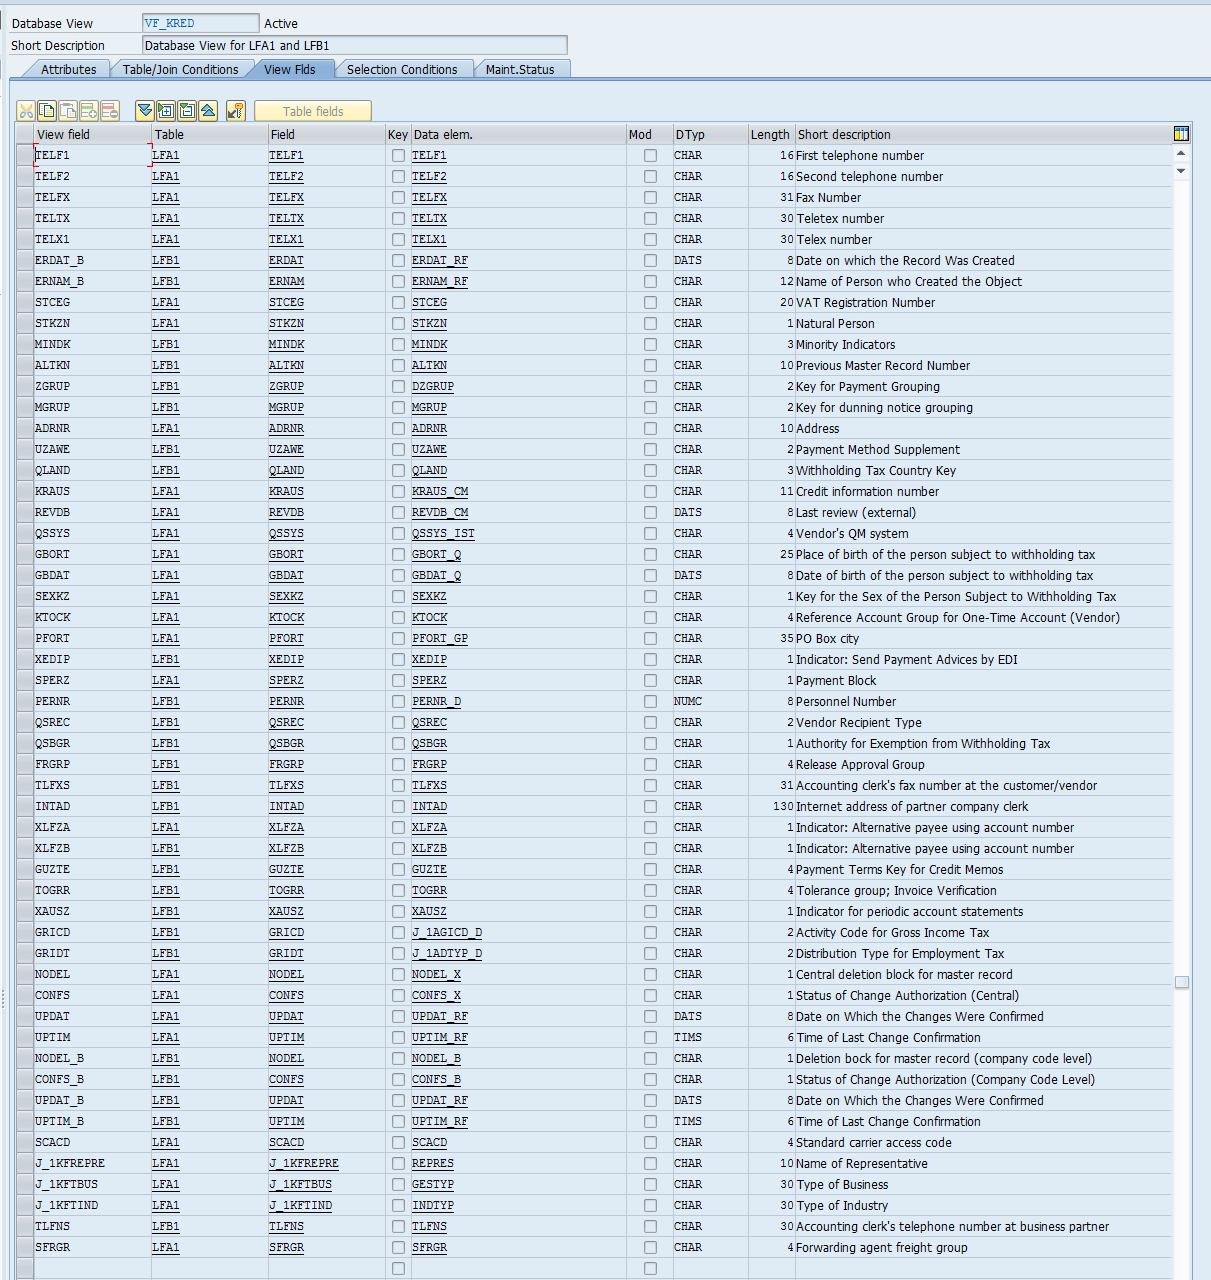 Database View VF_KRED Active
Short Description Database View for LFA1 and LFB1
Attributes Table/Join Conditions View Flds Selection Conditions Maint.Status
Table fields
View field Table Field Key Data elem. Mod DTyp Length Short description
TELF1 LFA1 TELF1 TELF1 CHAR 16 First telephone number
TELF2 LFA1 TELF2 TELF2 CHAR 16 Second telephone number
TELFX LFA1 TELFX TELFX CHAR 31 Fax Number
TELTX LFA1 TELTX TELTX CHAR 30 Teletex number
TELX1 LFA1 TELX1 TELX1 CHAR 30 Telex number
ERDAT_B LFB1 ERDAT ERDAT_RF DATS 8 Date on which the Record Was Created
ERNAM_B LFB1 ERNAM ERNAM_RF CHAR 12 Name of Person who Created the Object
STCEG LFA1 STCEG STCEG CHAR 20 VAT Registration Number
STKZN LFA1 STKZN STKZN CHAR 1 Natural Person
MINDK LFB1 MINDK MINDK CHAR 3 Minority Indicators
ALTKN LFB1 ALTKN ALTKN CHAR 10 Previous Master Record Number
ZGRUP LFB1 ZGRUP DZGRUP CHAR 2 Key for Payment Grouping
MGRUP LFB1 MGRUP MGRUP CHAR 2 Key for dunning notice grouping
ADRNR LFA1 ADRNR ADRNR CHAR 10 Address
UZAWE LFB1 UZAWE UZAWE CHAR 2 Payment Method Supplement
QLAND LFB1 QLAND QLAND CHAR 3 Withholding Tax Country Key
KRAUS LFA1 KRAUS KRAUS_CM CHAR 11 Credit information number
REVDB LFA1 REVDB REVDB_CM DATS 8 Last review (external)
QSSYS LFA1 QSSYS QSSYS_IST CHAR 4 Vendor's QM system
GBORT LFA1 GBORT GBORT_Q CHAR 25 Place of birth of the person subject to withholding tax
GBDAT LFA1 GBDAT GBDAT_Q DATS 8 Date of birth of the person subject to withholding tax
SEXKZ LFA1 SEXKZ SEXKZ CHAR 1 Key for the Sex of the Person Subject to Withholding Tax
KTOCK LFA1 KTOCK KTOCK CHAR 4 Reference Account Group for One-Time Account (Vendor)
PFORT LFA1 PFORT PFORT_GP CHAR 35 PO Box city
XEDIP LFB1 XEDIP XEDIP CHAR 1 Indicator: Send Payment Advices by EDI
SPERZ LFA1 SPERZ SPERZ CHAR 1 Payment Block
PERNR LFB1 PERNR PERNR_D NUMC 8 Personnel Number
QSREC LFB1 QSREC QSREC CHAR 2 Vendor Recipient Type
QSBGR LFB1 QSBGR QSBGR CHAR 1 Authority for Exemption from Withholding Tax
FRGRP LFB1 FRGRP FRGRP CHAR 4 Release Approval Group
TLFXS LFB1 TLFXS TLFXS CHAR 31 Accounting clerk's fax number at the customer/vendor
INTAD LFB1 INTAD INTAD CHAR 130 Internet address of partner company clerk
XLFZA LFA1 XLFZA XLFZA CHAR 1 Indicator: Alternative payee using account number
XLFZB LFB1 XLFZB XLFZB CHAR 1 Indicator: Alternative payee using account number
GUZTE LFB1 GUZTE GUZTE CHAR 4 Payment Terms Key for Credit Memos
TOGRR LFB1 TOGRR TOGRR CHAR 4 Tolerance group; Invoice Verification
XAUSZ LFB1 XAUSZ XAUSZ CHAR 1 Indicator for periodic account statements
GRICD LFB1 GRICD J_1AGICD_D CHAR 2 Activity Code for Gross Income Tax
GRIDT LFB1 GRIDT J_1ADTYP_D CHAR 2 Distribution Type for Employment Tax
NODEL LFA1 NODEL NODEL_X CHAR 1 Central deletion block for master record
CONFS LFA1 CONFS CONFS_X CHAR 1 Status of Change Authorization (Central)
UPDAT LFA1 UPDAT UPDAT_RF DATS 8 Date on Which the Changes Were Confirmed
UPTIM LFA1 UPTIM UPTIM_RF TIMS 6 Time of Last Change Confirmation
NODEL_B LFB1 NODEL NODEL_B CHAR 1 Deletion bock for master record (company code level)
CONFS_B LFB1 CONFS CONFS_B CHAR 1 Status of Change Authorization (Company Code Level)
UPDAT_B LFB1 UPDAT UPDAT_RF DATS 8 Date on Which the Changes Were Confirmed
UPTIM_B LFB1 UPTIM UPTIM_RF TIMS 6 Time of Last Change Confirmation
SCACD LFA1 SCACD SCACD CHAR 4 Standard carrier access code
J_1KFREPRE LFA1 J_1KFREPRE REPRES CHAR 10 Name of Representative
J_1KFTBUS LFA1 J_1KFTBUS GESTYP CHAR 30 Type of Business
J_1KFTIND LFA1 J_1KFTIND INDTYP CHAR 30 Type of Industry
TLFNS LFB1 TLFNS TLFNS CHAR 30 Accounting clerk's telephone number at business partner
SFRGR LFA1 SFRGR SFRGR CHAR 4 Forwarding agent freight group